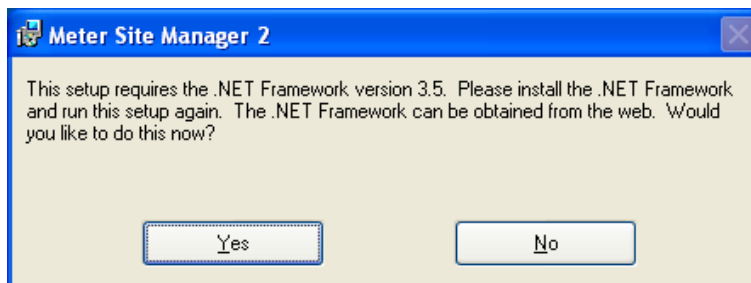 Meter Site Manager 2
This setup requires the .NET Framework version 3.5.  Please install the .NET Framework
and run this setup again.  The .NET Framework can be obtained from the web.  Would
you like to do this now?
Yes
No